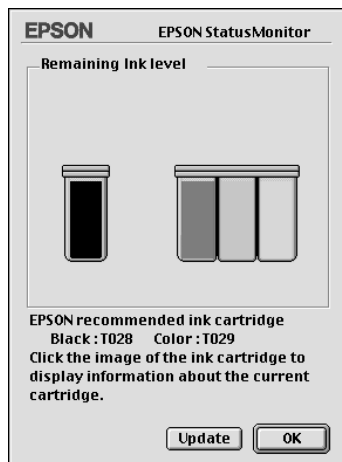 EPSON
EPSON StatusMonitor
Remaining Ink level
EPSON recommended ink cartridge
Black : T028 Color : T029
Click the image of the ink cartridge to
display information about the current
cartridge.
Update
OK